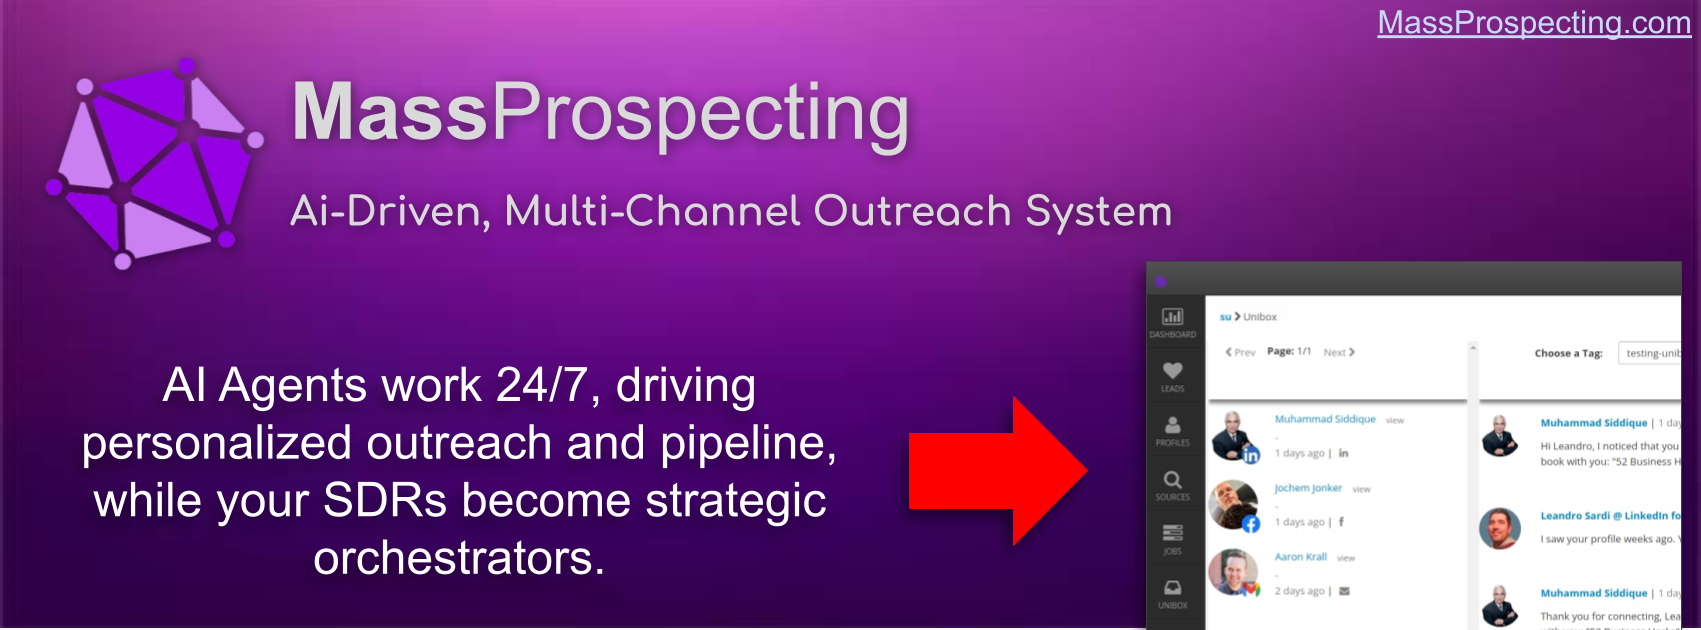 MassProspecting.com
MassProspecting
Ai-Driven, Multi-Channel Outreach System
AI Agents work 24/7, driving
personalized outreach and pipeline,
while your SDRs become strategic
orchestrators.
DASHBOARD
LEADS
PROFILES
SOURCES
JOBS
UNIBOX
su > Unibox
< Prev Page: 1/1 Next >
Muhammad Siddique view
-
1 days ago | in
Jochem Jonker view
-
1 days ago | f
Aaron Krall view
-
2 days ago |
Choose a Tag: testing-unib
Muhammad Siddique | 1 day
Hi Leandro, I noticed that you
book with you: "52 Business H
Leandro Sardi @ LinkedIn fo
I saw your profile weeks ago.
Muhammad Siddique | 1 day
Thank you for connecting, Lea